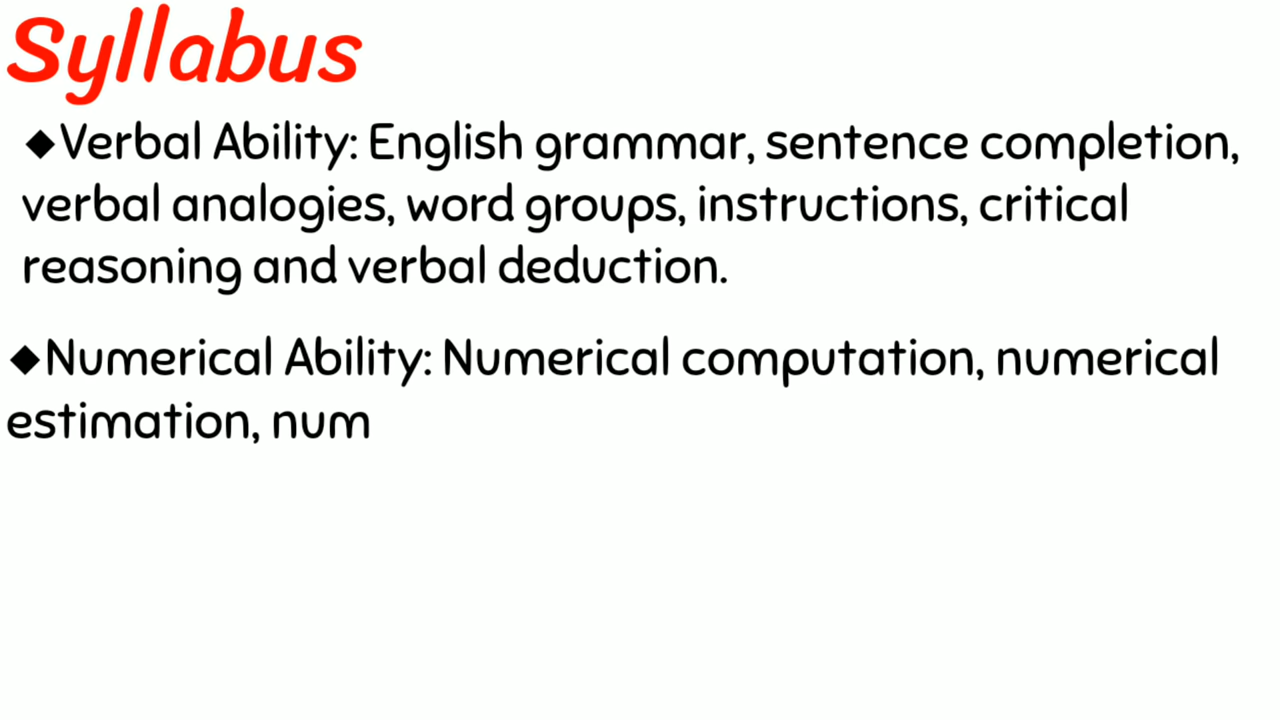 Syllabus
◆Verbal Ability: English grammar, sentence completion,
verbal analogies, word groups, instructions, critical
reasoning and verbal deduction.
◆Numerical Ability: Numerical computation, numerical
estimation, num